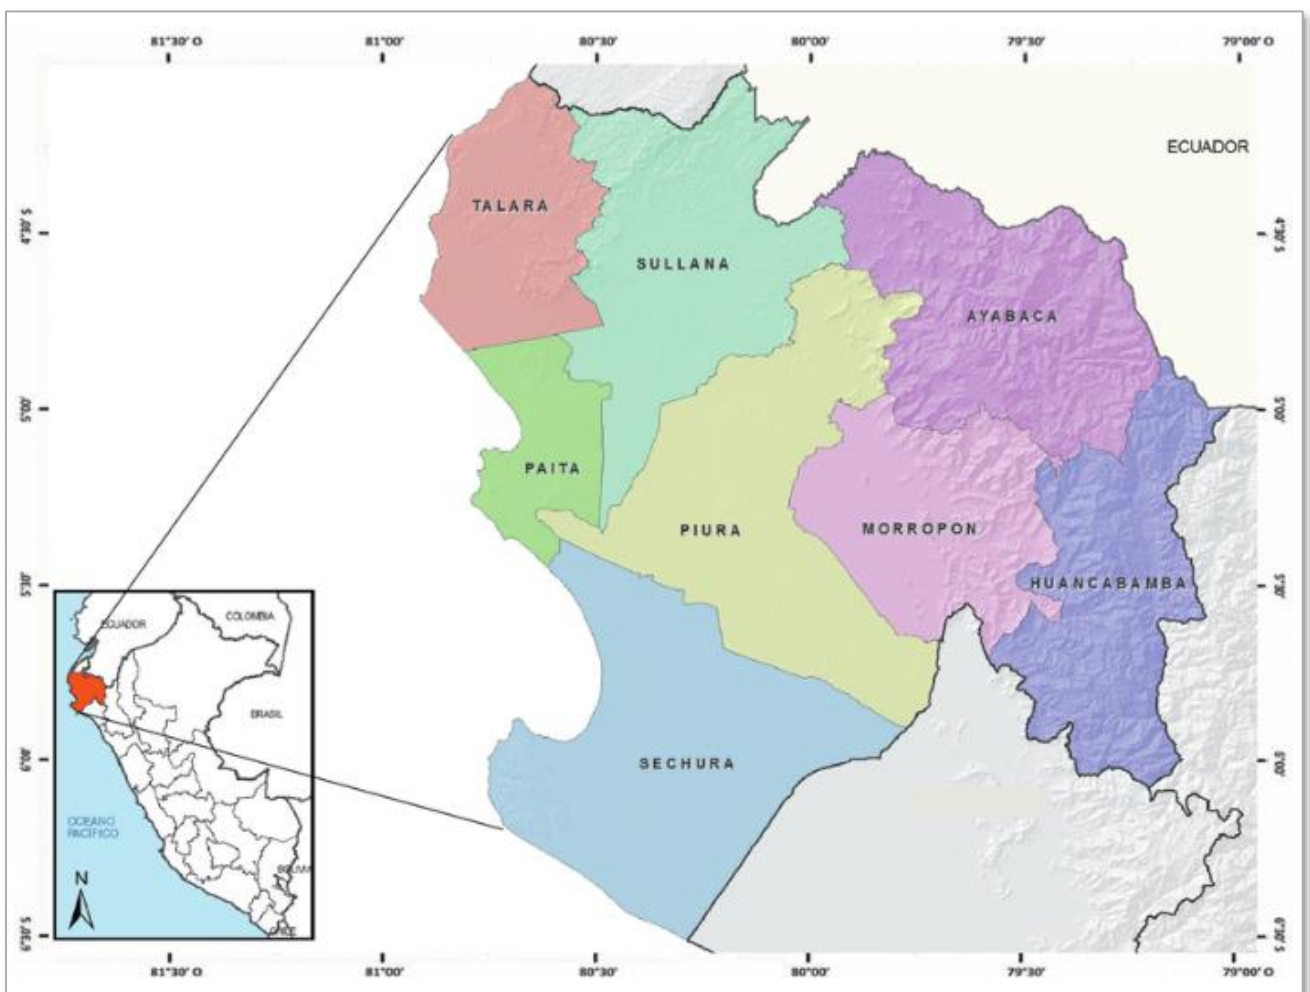 81°30' O 81°00' 80°30' 80°00' 79°30' 79°00' O
ECUADOR
TALARA
4°30' S
4°30' S
SULLANA
AYABACA
5°00'
5°00'
PAITA
PIURA
MORROPON
HUANCABAMBA
5°30'
5°30'
SECHURA
6°00'
6°00'
6°30' S
6°30' S
ECUADOR
COLOMBIA
BRASIL
OCEANO
PACÍFICO
N
81°30' O 81°00' 80°30' 80°00' 79°30' 79°00' O